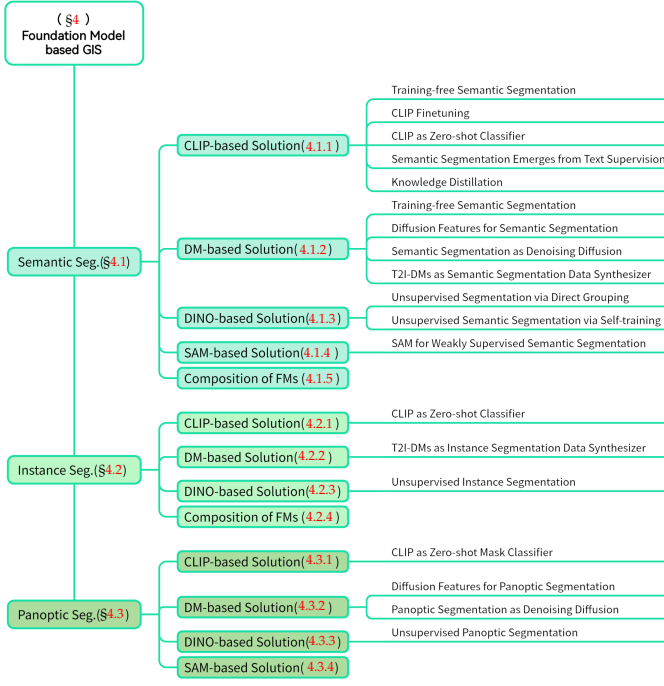 ( §4 )
Foundation Model
based GIS
Semantic Seg.(§4.1)
CLIP-based Solution(4.1.1)
Training-free Semantic Segmentation
CLIP Finetuning
CLIP as Zero-shot Classifier
Semantic Segmentation Emerges from Text Supervision
Knowledge Distillation
DM-based Solution(4.1.2)
Training-free Semantic Segmentation
Diffusion Features for Semantic Segmentation
Semantic Segmentation as Denoising Diffusion
T2I-DMs as Semantic Segmentation Data Synthesizer
DINO-based Solution(4.1.3)
Unsupervised Segmentation via Direct Grouping
Unsupervised Semantic Segmentation via Self-training
SAM-based Solution(4.1.4 )
SAM for Weakly Supervised Semantic Segmentation
Composition of FMs (4.1.5 )
Instance Seg.(§4.2)
CLIP-based Solution(4.2.1)
CLIP as Zero-shot Classifier
DM-based Solution(4.2.2 )
T2I-DMs as Instance Segmentation Data Synthesizer
DINO-based Solution(4.2.3 )
Unsupervised Instance Segmentation
Composition of FMs (4.2.4 )
Panoptic Seg.(§4.3)
CLIP-based Solution( 4.3.1 )
CLIP as Zero-shot Mask Classifier
DM-based Solution(4.3.2 )
Diffusion Features for Panoptic Segmentation
Panoptic Segmentation as Denoising Diffusion
DINO-based Solution( 4.3.3 )
Unsupervised Panoptic Segmentation
SAM-based Solution( 4.3.4 )